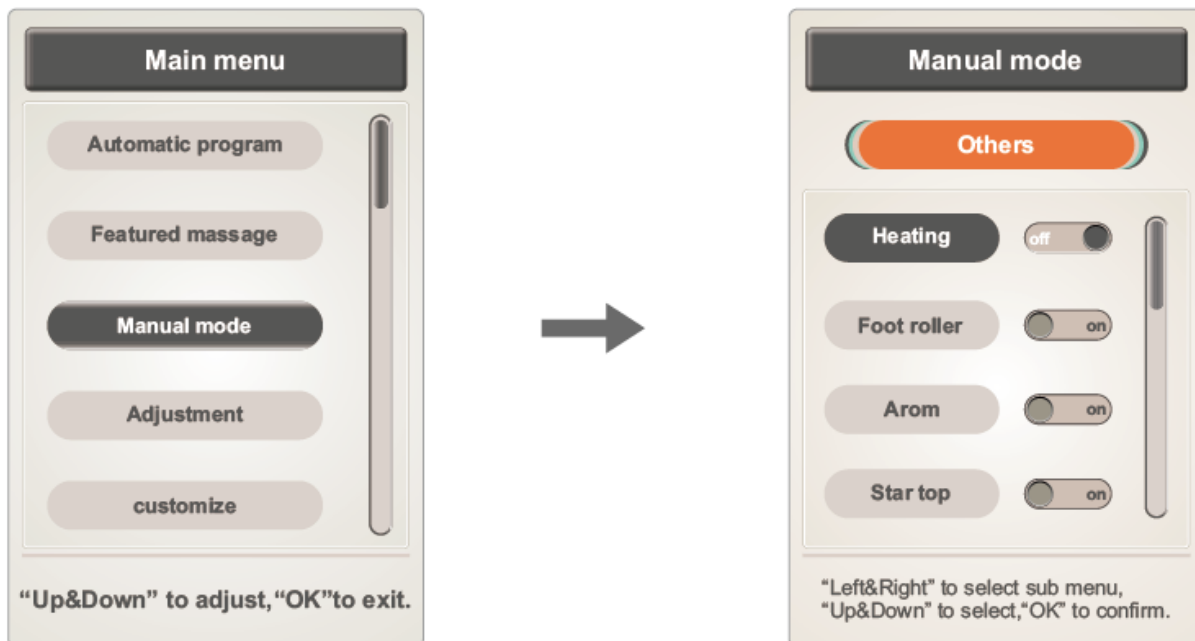 Main menu
Automatic program
Featured massage
Manual mode
Adjustment
customize
“Up&Down” to adjust,“OK”to exit.
Manual mode
Others
Heating off
Foot roller on
Arom on
Star top on
“Left&Right” to select sub menu,
“Up&Down” to select,“OK” to confirm.